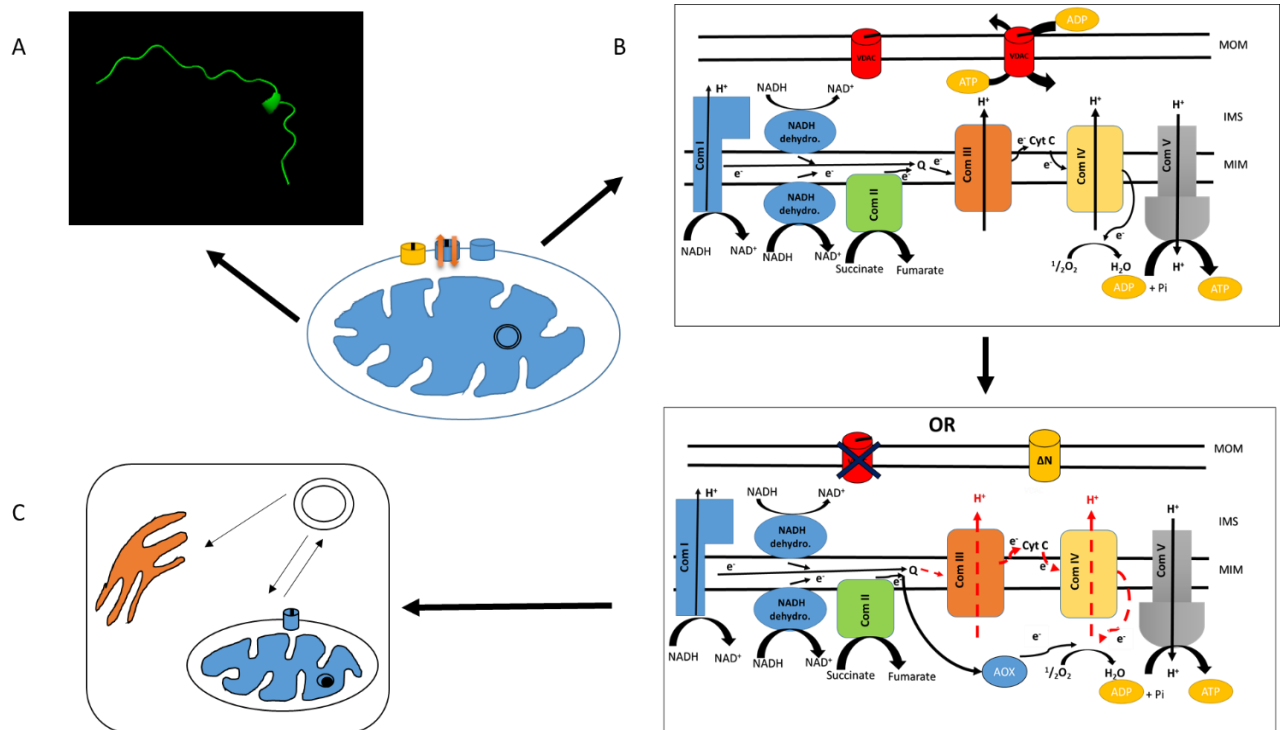 A
B
ADP
VDAC
VDAC
MOM
ATP
NADH
NAD⁺
H⁺
H⁺
H⁺
H⁺
IMS
NADH
dehydro.
Com I
Com III
e⁻
Cyt C
Com IV
Com V
MIM
e⁻
e⁻
Q
e⁻
e⁻
e⁻
NADH
dehydro.
Com II
e⁻
NADH
NAD⁺
NADH
NAD⁺
Succinate
Fumarate
¹/₂O₂
H₂O
H⁺
ADP
+ Pi
ATP
OR
ΔN
MOM
C
NADH
NAD⁺
H⁺
H⁺
H⁺
H⁺
IMS
NADH
dehydro.
Com I
Com III
e⁻
Cyt C
Com IV
Com V
MIM
e⁻
e⁻
Q
e⁻
e⁻
NADH
dehydro.
Com II
e⁻
e⁻
NADH
NAD⁺
NADH
NAD⁺
Succinate
Fumarate
AOX
¹/₂O₂
H₂O
H⁺
ADP
+ Pi
ATP